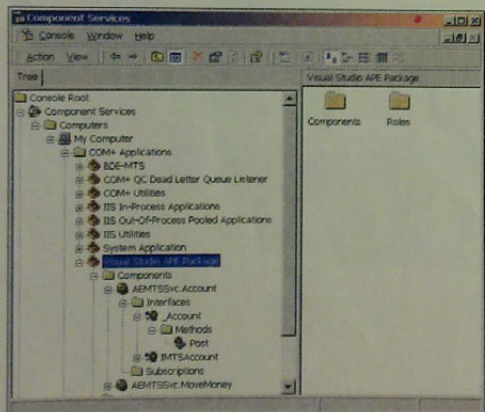 Component Services
Console Window Help
Action View
Tree
Visual Studio APE Package
Console Root
Component Services
Computers
My Computer
COM+ Applications
BDE-MTS
COM+ QC Dead Letter Queue Listener
COM+ Utilities
IIS In-Process Applications
IIS Out-Of-Process Pooled Applications
IIS Utilities
System Application
Visual Studio APE Package
Components
AEMTSSvc.Account
Interfaces
_Account
Methods
Post
IMTSAccount
Subscriptions
AEMTSSvc.MoveMoney
Components
Roles